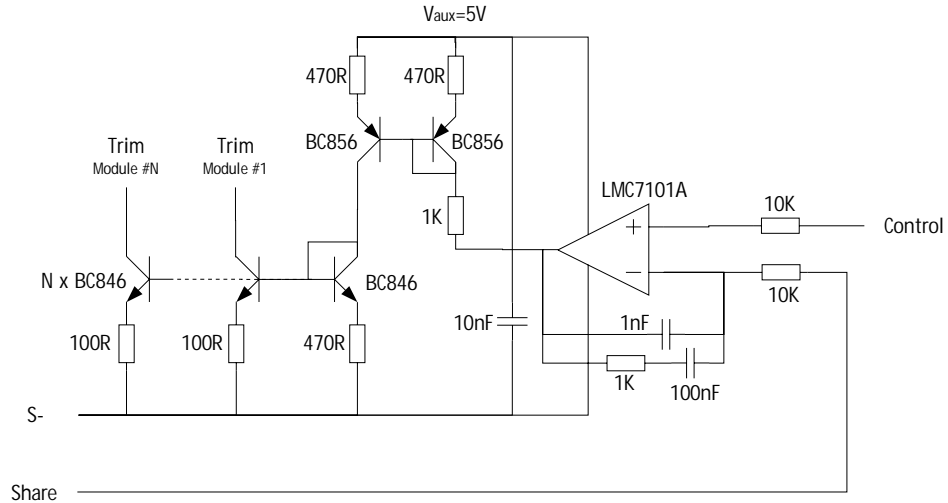 Vaux=5V
470R
470R
BC856
BC856
Trim
Module #N
Trim
Module #1
LMC7101A
1K
10K
Control
+
−
N x BC846
BC846
10K
10nF
1nF
100R
100R
470R
1K
100nF
S-
Share